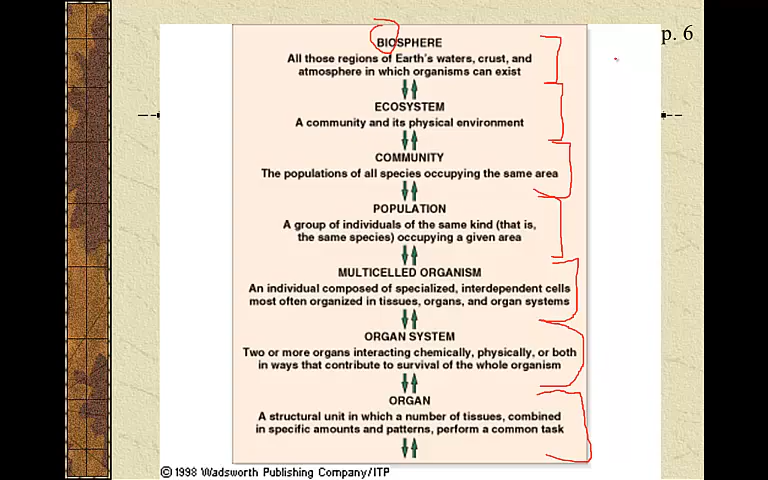 p. 6
BIOSPHERE
All those regions of Earth's waters, crust, and
atmosphere in which organisms can exist
ECOSYSTEM
A community and its physical environment
COMMUNITY
The populations of all species occupying the same area
POPULATION
A group of individuals of the same kind (that is,
the same species) occupying a given area
MULTICELLED ORGANISM
An individual composed of specialized, interdependent cells
most often organized in tissues, organs, and organ systems
ORGAN SYSTEM
Two or more organs interacting chemically, physically, or both
in ways that contribute to survival of the whole organism
ORGAN
A structural unit in which a number of tissues, combined
in specific amounts and patterns, perform a common task
© 1998 Wadsworth Publishing Company/ITP